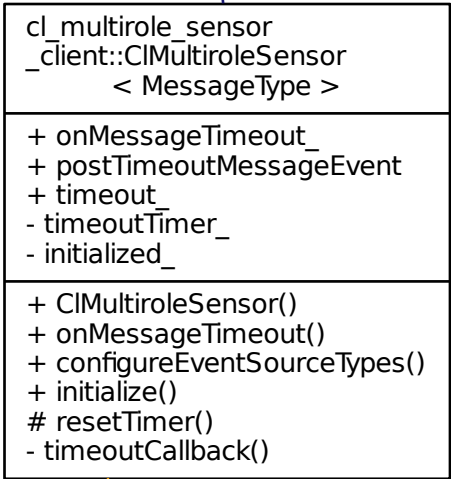 cl_multirole_sensor
_client::ClMultiroleSensor
< MessageType >
+ onMessageTimeout_
+ postTimeoutMessageEvent
+ timeout_
- timeoutTimer_
- initialized_
+ ClMultiroleSensor()
+ onMessageTimeout()
+ configureEventSourceTypes()
+ initialize()
# resetTimer()
- timeoutCallback()